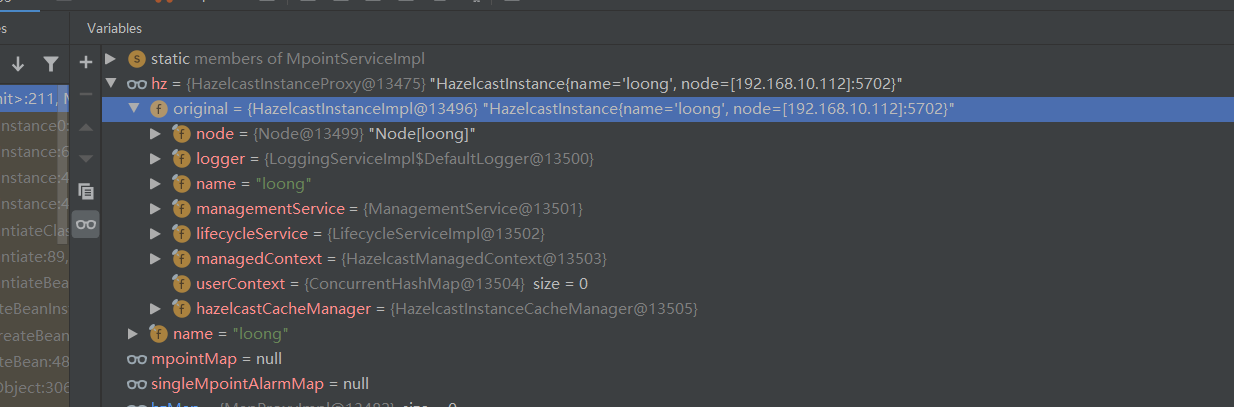 es
Variables
static members of MpointServiceImpl
hz = {HazelcastInstanceProxy@13475} "HazelcastInstance{name='loong', node=[192.168.10.112]:5702}"
nit>:211, M
original = {HazelcastInstanceImpl@13496} "HazelcastInstance{name='loong', node=[192.168.10.112]:5702}"
nstance0:
node = {Node@13499} "Node[loong]"
nstance:6
logger = {LoggingServiceImpl$DefaultLogger@13500}
nstance:4
name = "loong"
nstance:4
managementService = {ManagementService@13501}
ntiateClas
lifecycleService = {LifecycleServiceImpl@13502}
ntiate:89,
managedContext = {HazelcastManagedContext@13503}
ntiateBea
userContext = {ConcurrentHashMap@13504} size = 0
teBeanIns
hazelcastCacheManager = {HazelcastInstanceCacheManager@13505}
reateBean
name = "loong"
teBean:48
mpointMap = null
Object:306
singleMpointAlarmMap = null